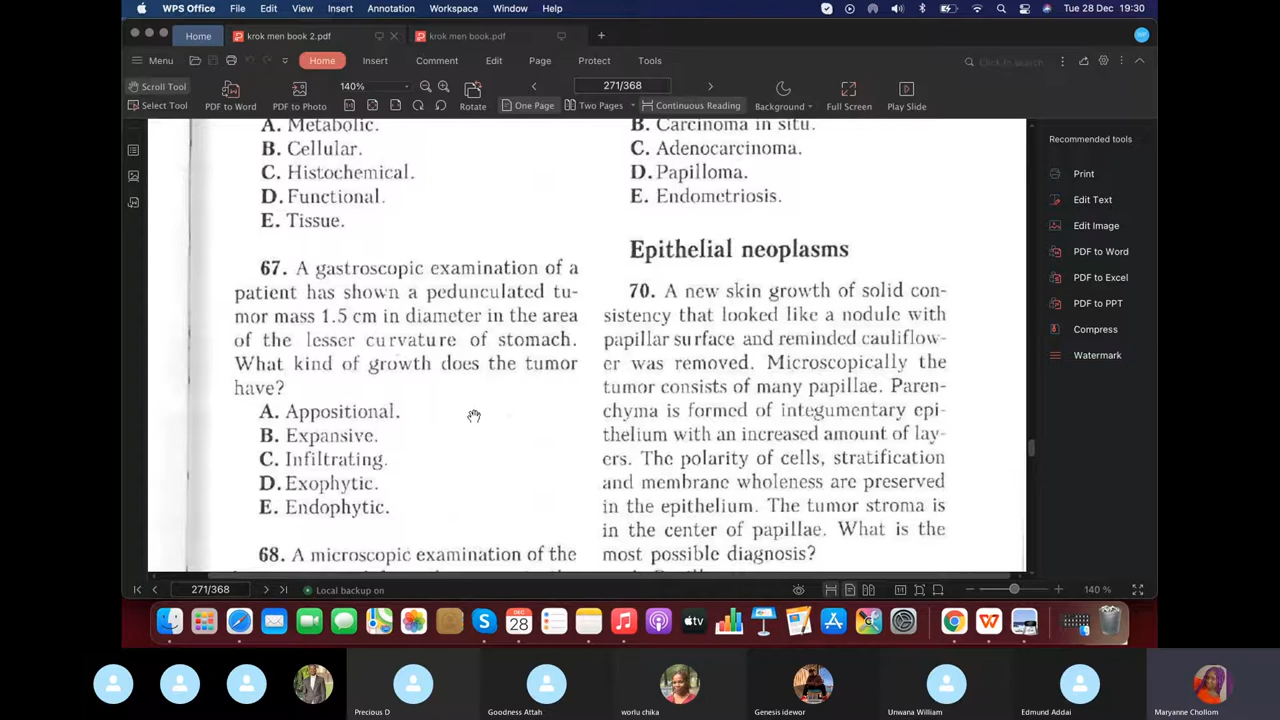 WPS Office File Edit View Insert Annotation Workspace Window Help Tue 28 Dec 19:30
Home krok men book 2.pdf krok men book.pdf
Menu Home Insert Comment Edit Page Protect Tools Click to search
Scroll Tool 140% 271/368
Select Tool PDF to Word PDF to Photo Rotate One Page Two Pages Continuous Reading Background Full Screen Play Slide
A. Metabolic.
B. Cellular.
C. Histochemical.
D. Functional.
E. Tissue.
67. A gastroscopic examination of a
patient has shown a pedunculated tu-
mor mass 1.5 cm in diameter in the area
of the lesser curvature of stomach.
What kind of growth does the tumor
have?
A. Appositional.
B. Expansive.
C. Infiltrating.
D. Exophytic.
E. Endophytic.
68. A microscopic examination of the
B. Carcinoma in situ.
C. Adenocarcinoma.
D. Papilloma.
E. Endometriosis.
Epithelial neoplasms
70. A new skin growth of solid con-
sistency that looked like a nodule with
papillar surface and reminded cauliflow-
er was removed. Microscopically the
tumor consists of many papillae. Paren-
chyma is formed of integumentary epi-
thelium with an increased amount of lay-
ers. The polarity of cells, stratification
and membrane wholeness are preserved
in the epithelium. The tumor stroma is
in the center of papillae. What is the
most possible diagnosis?
Recommended tools
Print
Edit Text
Edit Image
PDF to Word
PDF to Excel
PDF to PPT
Compress
Watermark
271/368 Local backup on 140 %
DEC
28
tv
Precious D
Goodness Attah
worlu chika
Genesis idewor
Unwana William
Edmund Addai
Maryanne Chollom